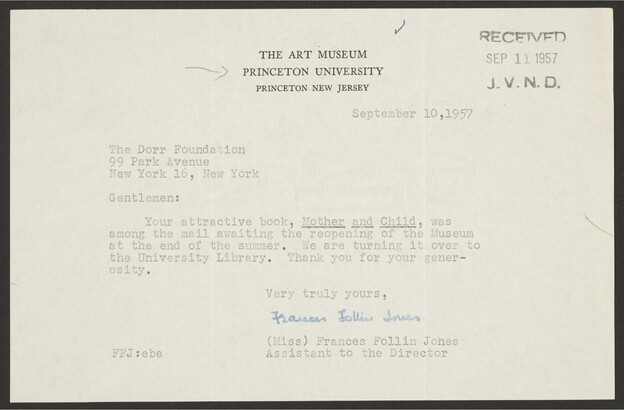 RECEIVED
SEP 11 1957
J. V. N. D.
THE ART MUSEUM
PRINCETON UNIVERSITY
PRINCETON NEW JERSEY
September 10,1957
The Dorr Foundation
99 Park Avenue
New York 16, New York
Gentlemen:
Your attractive book, Mother and Child, was
among the mail awaiting the reopening of the Museum
at the end of the summer. We are turning it over to
the University Library. Thank you for your gener-
osity.
Very truly yours,
Frances Follin Jones
(Miss) Frances Follin Jones
FFJ:ebe Assistant to the Director